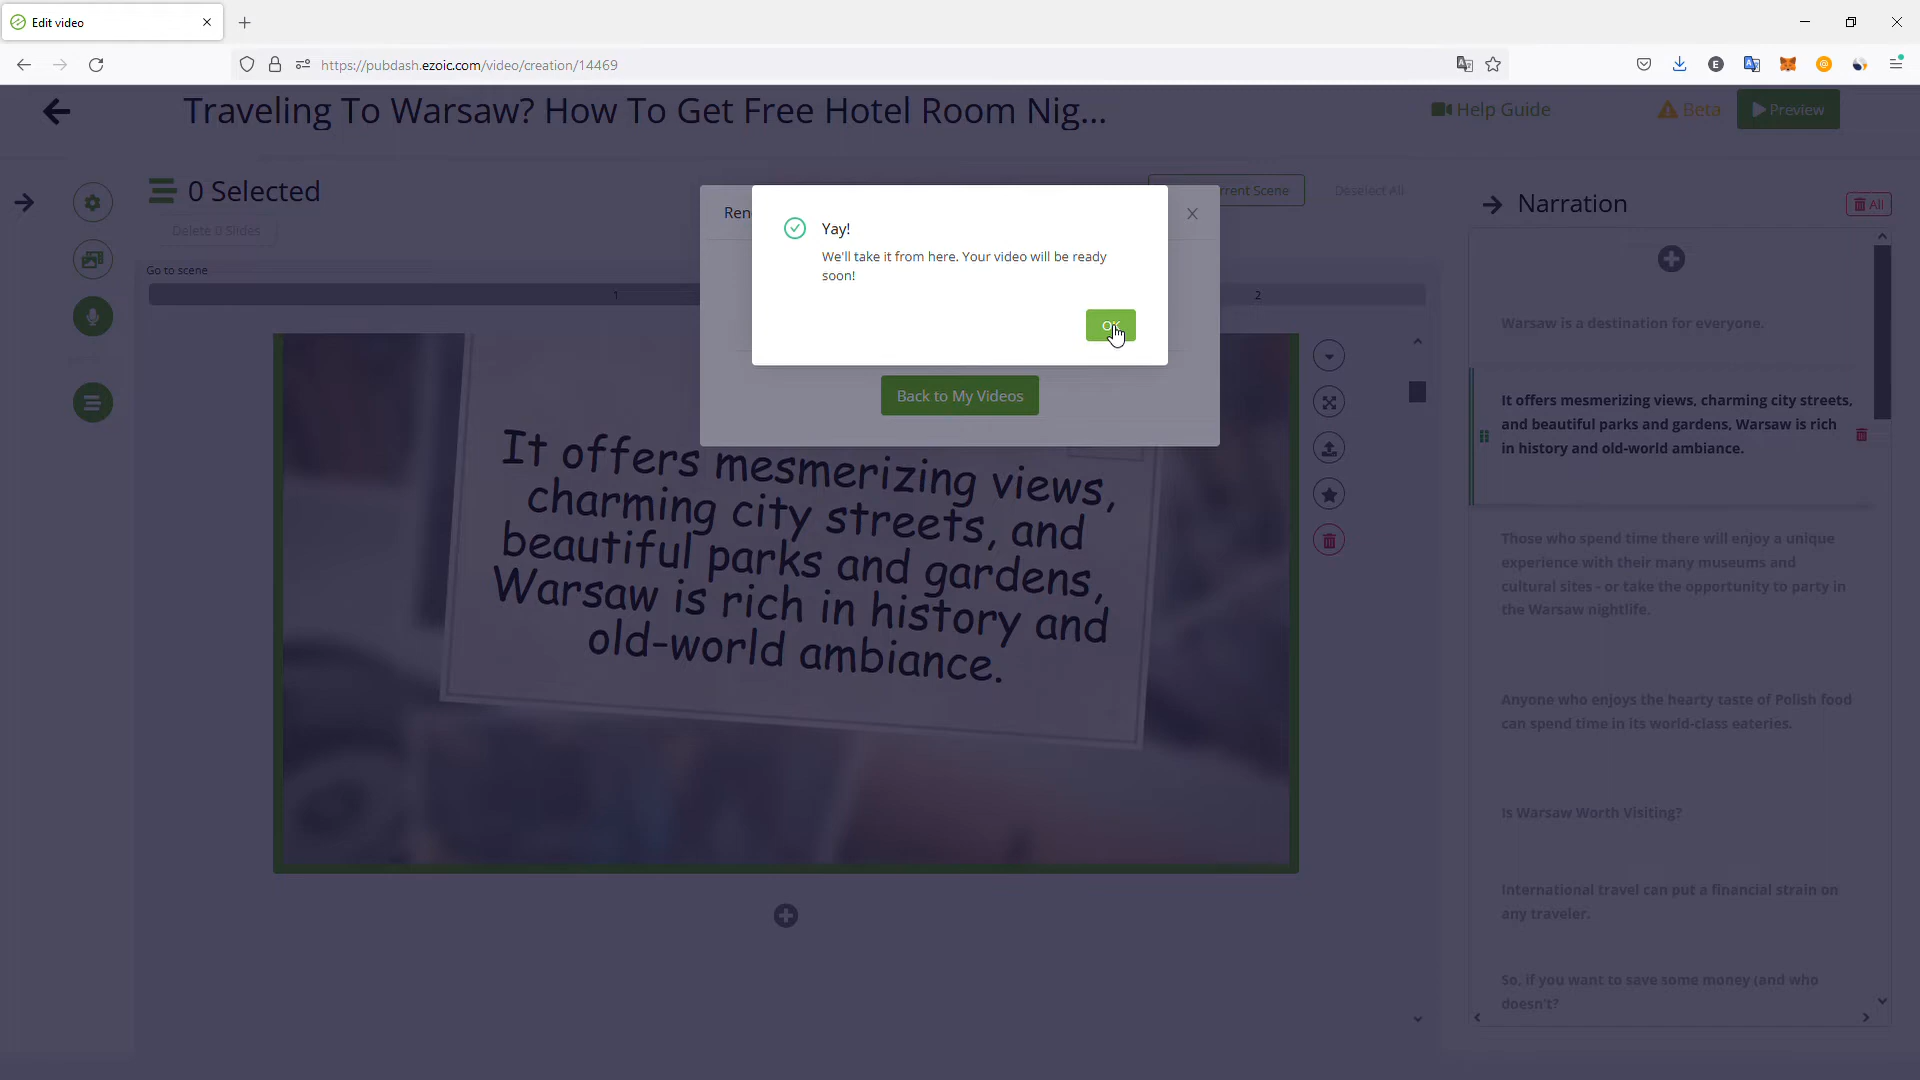 Edit video
https://pubdash.ezoic.com/video/creation/14469
Traveling To Warsaw? How To Get Free Hotel Room Nig...
Help Guide
Beta
Preview
0 Selected
Delete 0 Slides
rrent Scene
Deselect All
Go to scene
1
2
Ren
Yay!
We'll take it from here. Your video will be ready
soon!
OK
Back to My Videos
It offers mesmerizing views,
charming city streets, and
beautiful parks and gardens,
Warsaw is rich in history and
old-world ambiance.
Narration
All
Warsaw is a destination for everyone.
It offers mesmerizing views, charming city streets,
and beautiful parks and gardens, Warsaw is rich
in history and old-world ambiance.
Those who spend time there will enjoy a unique
experience with their many museums and
cultural sites - or take the opportunity to party in
the Warsaw nightlife.
Anyone who enjoys the hearty taste of Polish food
can spend time in its world-class eateries.
Is Warsaw Worth Visiting?
International travel can put a financial strain on
any traveler.
So, if you want to save some money (and who
doesn't?